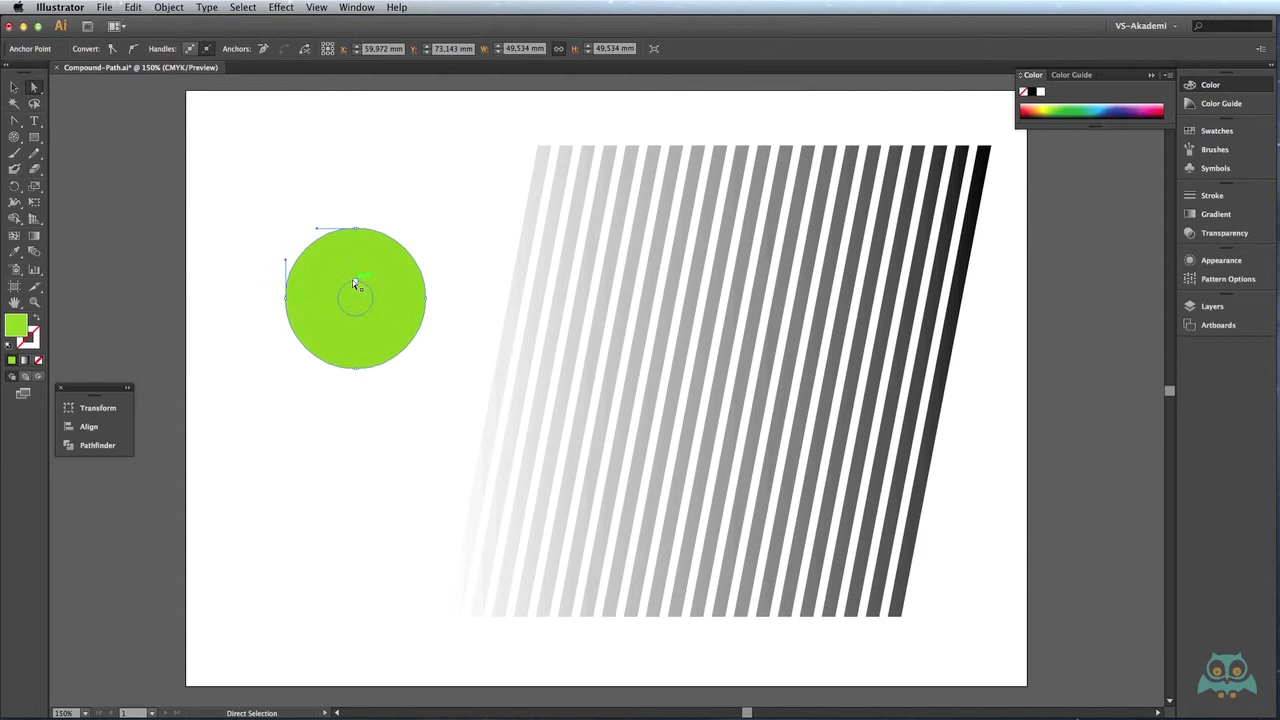 Illustrator File Edit Object Type Select Effect View Window Help
Ai VS-Akademi
Anchor Point Convert: Handles: Anchors: X: 59,972 mm Y: 73,143 mm W: 49,534 mm H: 49,534 mm
Compound-Path.ai* @ 150% (CMYK/Preview)
Color Color Guide
Color
Color Guide
Swatches
Brushes
Symbols
Stroke
Gradient
Transparency
Appearance
Pattern Options
Layers
Artboards
Transform
Align
Pathfinder
150% 1 Direct Selection